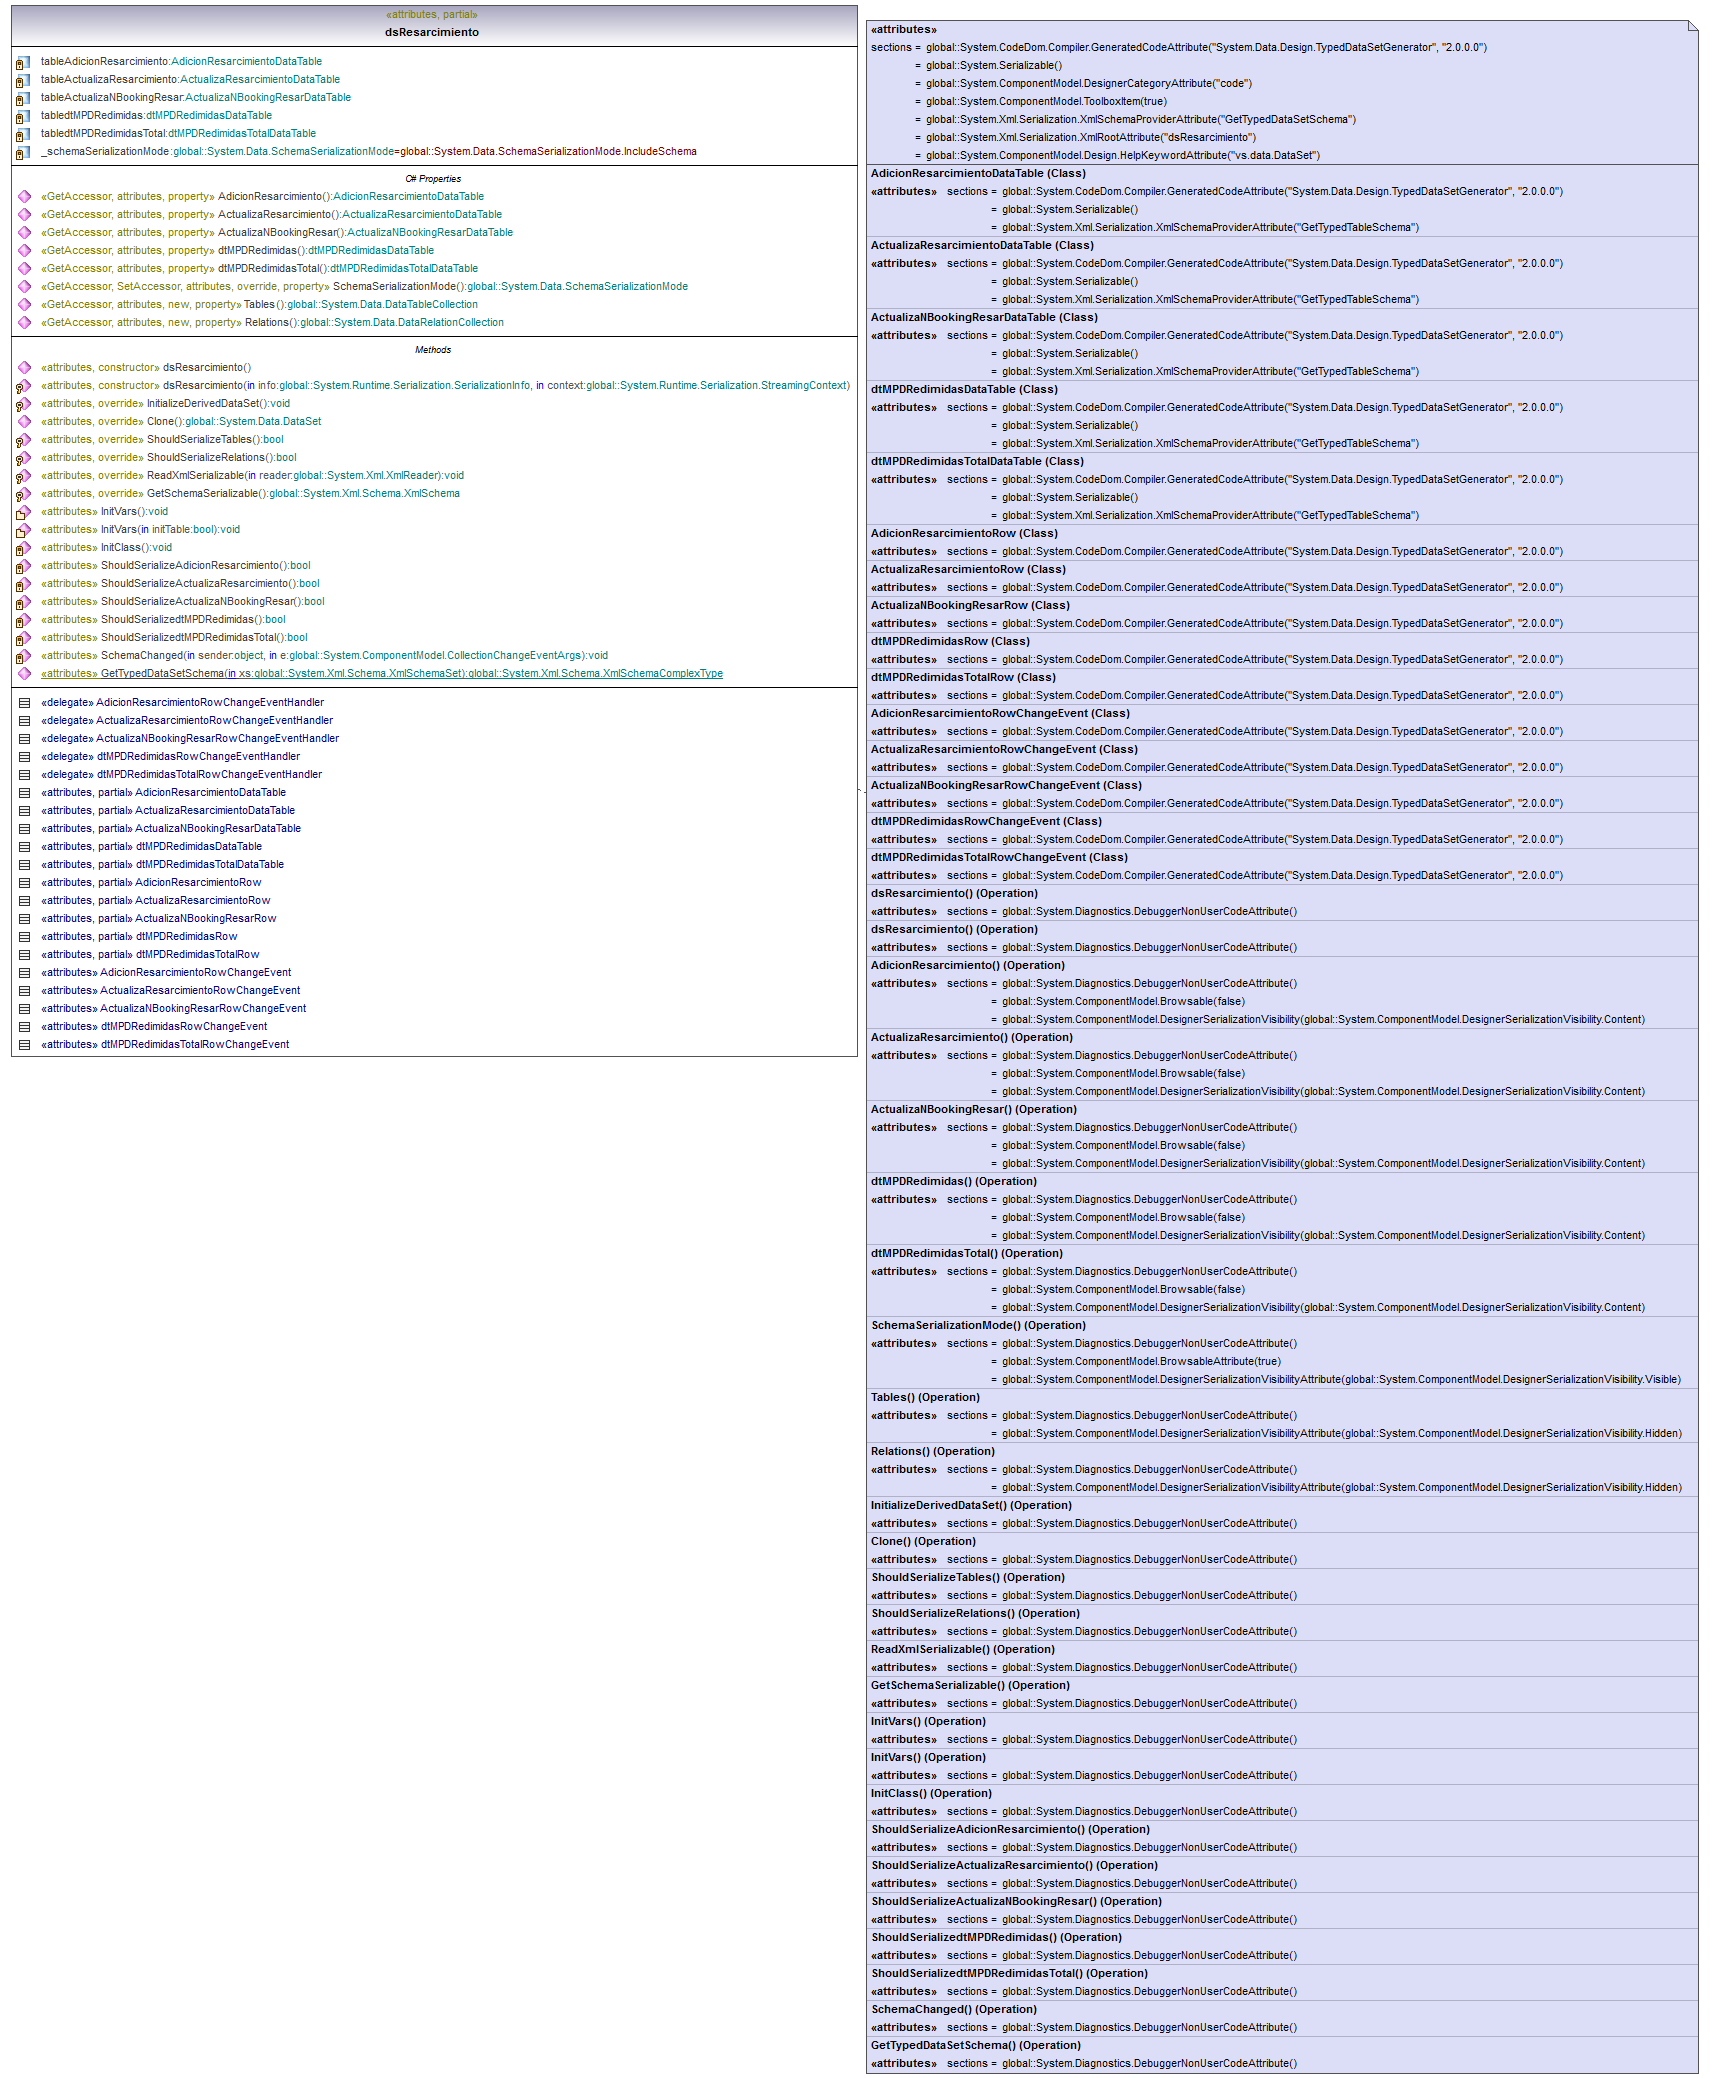 «attributes, partial»
dsResarcimiento
tableAdicionResarcimiento:AdicionResarcimientoDataTable
tableActualizaResarcimiento:ActualizaResarcimientoDataTable
tableActualizaNBookingResar:ActualizaNBookingResarDataTable
tabledtMPDRedimidas:dtMPDRedimidasDataTable
tabledtMPDRedimidasTotal:dtMPDRedimidasTotalDataTable
_schemaSerializationMode:global::System.Data.SchemaSerializationMode=global::System.Data.SchemaSerializationMode.IncludeSchema
C# Properties
«GetAccessor, attributes, property» AdicionResarcimiento():AdicionResarcimientoDataTable
«GetAccessor, attributes, property» ActualizaResarcimiento():ActualizaResarcimientoDataTable
«GetAccessor, attributes, property» ActualizaNBookingResar():ActualizaNBookingResarDataTable
«GetAccessor, attributes, property» dtMPDRedimidas():dtMPDRedimidasDataTable
«GetAccessor, attributes, property» dtMPDRedimidasTotal():dtMPDRedimidasTotalDataTable
«GetAccessor, SetAccessor, attributes, override, property» SchemaSerializationMode():global::System.Data.SchemaSerializationMode
«GetAccessor, attributes, new, property» Tables():global::System.Data.DataTableCollection
«GetAccessor, attributes, new, property» Relations():global::System.Data.DataRelationCollection
Methods
«attributes, constructor» dsResarcimiento()
«attributes, constructor» dsResarcimiento(in info:global::System.Runtime.Serialization.SerializationInfo, in context:global::System.Runtime.Serialization.StreamingContext)
«attributes, override» InitializeDerivedDataSet():void
«attributes, override» Clone():global::System.Data.DataSet
«attributes, override» ShouldSerializeTables():bool
«attributes, override» ShouldSerializeRelations():bool
«attributes, override» ReadXmlSerializable(in reader:global::System.Xml.XmlReader):void
«attributes, override» GetSchemaSerializable():global::System.Xml.Schema.XmlSchema
«attributes» InitVars():void
«attributes» InitVars(in initTable:bool):void
«attributes» InitClass():void
«attributes» ShouldSerializeAdicionResarcimiento():bool
«attributes» ShouldSerializeActualizaResarcimiento():bool
«attributes» ShouldSerializeActualizaNBookingResar():bool
«attributes» ShouldSerializedtMPDRedimidas():bool
«attributes» ShouldSerializedtMPDRedimidasTotal():bool
«attributes» SchemaChanged(in sender:object, in e:global::System.ComponentModel.CollectionChangeEventArgs):void
«attributes» GetTypedDataSetSchema(in xs:global::System.Xml.Schema.XmlSchemaSet):global::System.Xml.Schema.XmlSchemaComplexType
«delegate» AdicionResarcimientoRowChangeEventHandler
«delegate» ActualizaResarcimientoRowChangeEventHandler
«delegate» ActualizaNBookingResarRowChangeEventHandler
«delegate» dtMPDRedimidasRowChangeEventHandler
«delegate» dtMPDRedimidasTotalRowChangeEventHandler
«attributes, partial» AdicionResarcimientoDataTable
«attributes, partial» ActualizaResarcimientoDataTable
«attributes, partial» ActualizaNBookingResarDataTable
«attributes, partial» dtMPDRedimidasDataTable
«attributes, partial» dtMPDRedimidasTotalDataTable
«attributes, partial» AdicionResarcimientoRow
«attributes, partial» ActualizaResarcimientoRow
«attributes, partial» ActualizaNBookingResarRow
«attributes, partial» dtMPDRedimidasRow
«attributes, partial» dtMPDRedimidasTotalRow
«attributes» AdicionResarcimientoRowChangeEvent
«attributes» ActualizaResarcimientoRowChangeEvent
«attributes» ActualizaNBookingResarRowChangeEvent
«attributes» dtMPDRedimidasRowChangeEvent
«attributes» dtMPDRedimidasTotalRowChangeEvent
«attributes»
sections = global::System.CodeDom.Compiler.GeneratedCodeAttribute("System.Data.Design.TypedDataSetGenerator", "2.0.0.0")
= global::System.Serializable()
= global::System.ComponentModel.DesignerCategoryAttribute("code")
= global::System.ComponentModel.ToolboxItem(true)
= global::System.Xml.Serialization.XmlSchemaProviderAttribute("GetTypedDataSetSchema")
= global::System.Xml.Serialization.XmlRootAttribute("dsResarcimiento")
= global::System.ComponentModel.Design.HelpKeywordAttribute("vs.data.DataSet")
AdicionResarcimientoDataTable (Class)
«attributes» sections = global::System.CodeDom.Compiler.GeneratedCodeAttribute("System.Data.Design.TypedDataSetGenerator", "2.0.0.0")
= global::System.Serializable()
= global::System.Xml.Serialization.XmlSchemaProviderAttribute("GetTypedTableSchema")
ActualizaResarcimientoDataTable (Class)
«attributes» sections = global::System.CodeDom.Compiler.GeneratedCodeAttribute("System.Data.Design.TypedDataSetGenerator", "2.0.0.0")
= global::System.Serializable()
= global::System.Xml.Serialization.XmlSchemaProviderAttribute("GetTypedTableSchema")
ActualizaNBookingResarDataTable (Class)
«attributes» sections = global::System.CodeDom.Compiler.GeneratedCodeAttribute("System.Data.Design.TypedDataSetGenerator", "2.0.0.0")
= global::System.Serializable()
= global::System.Xml.Serialization.XmlSchemaProviderAttribute("GetTypedTableSchema")
dtMPDRedimidasDataTable (Class)
«attributes» sections = global::System.CodeDom.Compiler.GeneratedCodeAttribute("System.Data.Design.TypedDataSetGenerator", "2.0.0.0")
= global::System.Serializable()
= global::System.Xml.Serialization.XmlSchemaProviderAttribute("GetTypedTableSchema")
dtMPDRedimidasTotalDataTable (Class)
«attributes» sections = global::System.CodeDom.Compiler.GeneratedCodeAttribute("System.Data.Design.TypedDataSetGenerator", "2.0.0.0")
= global::System.Serializable()
= global::System.Xml.Serialization.XmlSchemaProviderAttribute("GetTypedTableSchema")
AdicionResarcimientoRow (Class)
«attributes» sections = global::System.CodeDom.Compiler.GeneratedCodeAttribute("System.Data.Design.TypedDataSetGenerator", "2.0.0.0")
ActualizaResarcimientoRow (Class)
«attributes» sections = global::System.CodeDom.Compiler.GeneratedCodeAttribute("System.Data.Design.TypedDataSetGenerator", "2.0.0.0")
ActualizaNBookingResarRow (Class)
«attributes» sections = global::System.CodeDom.Compiler.GeneratedCodeAttribute("System.Data.Design.TypedDataSetGenerator", "2.0.0.0")
dtMPDRedimidasRow (Class)
«attributes» sections = global::System.CodeDom.Compiler.GeneratedCodeAttribute("System.Data.Design.TypedDataSetGenerator", "2.0.0.0")
dtMPDRedimidasTotalRow (Class)
«attributes» sections = global::System.CodeDom.Compiler.GeneratedCodeAttribute("System.Data.Design.TypedDataSetGenerator", "2.0.0.0")
AdicionResarcimientoRowChangeEvent (Class)
«attributes» sections = global::System.CodeDom.Compiler.GeneratedCodeAttribute("System.Data.Design.TypedDataSetGenerator", "2.0.0.0")
ActualizaResarcimientoRowChangeEvent (Class)
«attributes» sections = global::System.CodeDom.Compiler.GeneratedCodeAttribute("System.Data.Design.TypedDataSetGenerator", "2.0.0.0")
ActualizaNBookingResarRowChangeEvent (Class)
«attributes» sections = global::System.CodeDom.Compiler.GeneratedCodeAttribute("System.Data.Design.TypedDataSetGenerator", "2.0.0.0")
dtMPDRedimidasRowChangeEvent (Class)
«attributes» sections = global::System.CodeDom.Compiler.GeneratedCodeAttribute("System.Data.Design.TypedDataSetGenerator", "2.0.0.0")
dtMPDRedimidasTotalRowChangeEvent (Class)
«attributes» sections = global::System.CodeDom.Compiler.GeneratedCodeAttribute("System.Data.Design.TypedDataSetGenerator", "2.0.0.0")
dsResarcimiento() (Operation)
«attributes» sections = global::System.Diagnostics.DebuggerNonUserCodeAttribute()
dsResarcimiento() (Operation)
«attributes» sections = global::System.Diagnostics.DebuggerNonUserCodeAttribute()
AdicionResarcimiento() (Operation)
«attributes» sections = global::System.Diagnostics.DebuggerNonUserCodeAttribute()
= global::System.ComponentModel.Browsable(false)
= global::System.ComponentModel.DesignerSerializationVisibility(global::System.ComponentModel.DesignerSerializationVisibility.Content)
ActualizaResarcimiento() (Operation)
«attributes» sections = global::System.Diagnostics.DebuggerNonUserCodeAttribute()
= global::System.ComponentModel.Browsable(false)
= global::System.ComponentModel.DesignerSerializationVisibility(global::System.ComponentModel.DesignerSerializationVisibility.Content)
ActualizaNBookingResar() (Operation)
«attributes» sections = global::System.Diagnostics.DebuggerNonUserCodeAttribute()
= global::System.ComponentModel.Browsable(false)
= global::System.ComponentModel.DesignerSerializationVisibility(global::System.ComponentModel.DesignerSerializationVisibility.Content)
dtMPDRedimidas() (Operation)
«attributes» sections = global::System.Diagnostics.DebuggerNonUserCodeAttribute()
= global::System.ComponentModel.Browsable(false)
= global::System.ComponentModel.DesignerSerializationVisibility(global::System.ComponentModel.DesignerSerializationVisibility.Content)
dtMPDRedimidasTotal() (Operation)
«attributes» sections = global::System.Diagnostics.DebuggerNonUserCodeAttribute()
= global::System.ComponentModel.Browsable(false)
= global::System.ComponentModel.DesignerSerializationVisibility(global::System.ComponentModel.DesignerSerializationVisibility.Content)
SchemaSerializationMode() (Operation)
«attributes» sections = global::System.Diagnostics.DebuggerNonUserCodeAttribute()
= global::System.ComponentModel.BrowsableAttribute(true)
= global::System.ComponentModel.DesignerSerializationVisibilityAttribute(global::System.ComponentModel.DesignerSerializationVisibility.Visible)
Tables() (Operation)
«attributes» sections = global::System.Diagnostics.DebuggerNonUserCodeAttribute()
= global::System.ComponentModel.DesignerSerializationVisibilityAttribute(global::System.ComponentModel.DesignerSerializationVisibility.Hidden)
Relations() (Operation)
«attributes» sections = global::System.Diagnostics.DebuggerNonUserCodeAttribute()
= global::System.ComponentModel.DesignerSerializationVisibilityAttribute(global::System.ComponentModel.DesignerSerializationVisibility.Hidden)
InitializeDerivedDataSet() (Operation)
«attributes» sections = global::System.Diagnostics.DebuggerNonUserCodeAttribute()
Clone() (Operation)
«attributes» sections = global::System.Diagnostics.DebuggerNonUserCodeAttribute()
ShouldSerializeTables() (Operation)
«attributes» sections = global::System.Diagnostics.DebuggerNonUserCodeAttribute()
ShouldSerializeRelations() (Operation)
«attributes» sections = global::System.Diagnostics.DebuggerNonUserCodeAttribute()
ReadXmlSerializable() (Operation)
«attributes» sections = global::System.Diagnostics.DebuggerNonUserCodeAttribute()
GetSchemaSerializable() (Operation)
«attributes» sections = global::System.Diagnostics.DebuggerNonUserCodeAttribute()
InitVars() (Operation)
«attributes» sections = global::System.Diagnostics.DebuggerNonUserCodeAttribute()
InitVars() (Operation)
«attributes» sections = global::System.Diagnostics.DebuggerNonUserCodeAttribute()
InitClass() (Operation)
«attributes» sections = global::System.Diagnostics.DebuggerNonUserCodeAttribute()
ShouldSerializeAdicionResarcimiento() (Operation)
«attributes» sections = global::System.Diagnostics.DebuggerNonUserCodeAttribute()
ShouldSerializeActualizaResarcimiento() (Operation)
«attributes» sections = global::System.Diagnostics.DebuggerNonUserCodeAttribute()
ShouldSerializeActualizaNBookingResar() (Operation)
«attributes» sections = global::System.Diagnostics.DebuggerNonUserCodeAttribute()
ShouldSerializedtMPDRedimidas() (Operation)
«attributes» sections = global::System.Diagnostics.DebuggerNonUserCodeAttribute()
ShouldSerializedtMPDRedimidasTotal() (Operation)
«attributes» sections = global::System.Diagnostics.DebuggerNonUserCodeAttribute()
SchemaChanged() (Operation)
«attributes» sections = global::System.Diagnostics.DebuggerNonUserCodeAttribute()
GetTypedDataSetSchema() (Operation)
«attributes» sections = global::System.Diagnostics.DebuggerNonUserCodeAttribute()